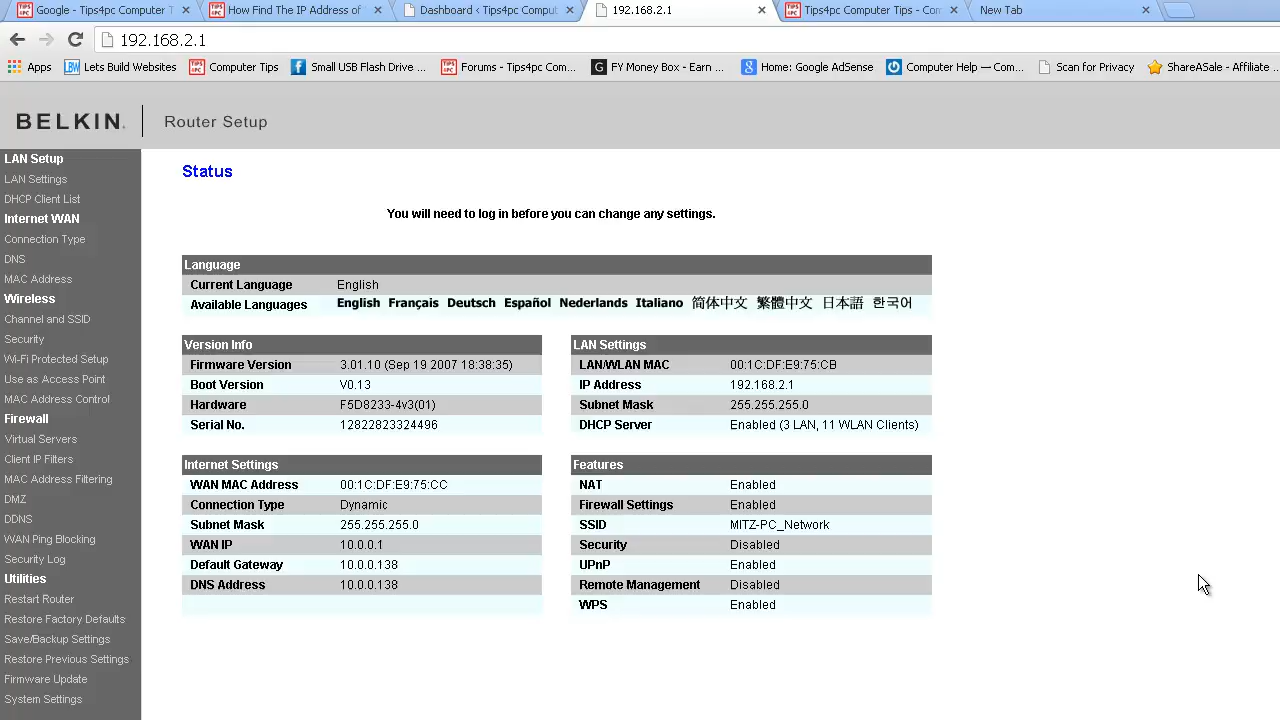 Google - Tips4pc Computer T
How Find The IP Address of
Dashboard ‹ Tips4pc Comput
192.168.2.1
Tips4pc Computer Tips - Con
New Tab
192.168.2.1
Apps
Lets Build Websites
Computer Tips
Small USB Flash Drive ...
Forums - Tips4pc Com...
FY Money Box - Earn ...
Home: Google AdSense
Computer Help — Com...
Scan for Privacy
ShareASale - Affiliate ...
BELKIN. Router Setup
LAN Setup
LAN Settings
DHCP Client List
Internet WAN
Connection Type
DNS
MAC Address
Wireless
Channel and SSID
Security
Wi-Fi Protected Setup
Use as Access Point
MAC Address Control
Firewall
Virtual Servers
Client IP Filters
MAC Address Filtering
DMZ
DDNS
WAN Ping Blocking
Security Log
Utilities
Restart Router
Restore Factory Defaults
Save/Backup Settings
Restore Previous Settings
Firmware Update
System Settings
Status
You will need to log in before you can change any settings.
Language
Current Language English
Available Languages English Français Deutsch Español Nederlands Italiano 简体中文 繁體中文 日本語 한국어
Version Info
Firmware Version 3.01.10 (Sep 19 2007 18:38:35)
Boot Version V0.13
Hardware F5D8233-4v3(01)
Serial No. 12822823324496
LAN Settings
LAN/WLAN MAC 00:1C:DF:E9:75:CB
IP Address 192.168.2.1
Subnet Mask 255.255.255.0
DHCP Server Enabled (3 LAN, 11 WLAN Clients)
Internet Settings
WAN MAC Address 00:1C:DF:E9:75:CC
Connection Type Dynamic
Subnet Mask 255.255.255.0
WAN IP 10.0.0.1
Default Gateway 10.0.0.138
DNS Address 10.0.0.138
Features
NAT Enabled
Firewall Settings Enabled
SSID MITZ-PC_Network
Security Disabled
UPnP Enabled
Remote Management Disabled
WPS Enabled